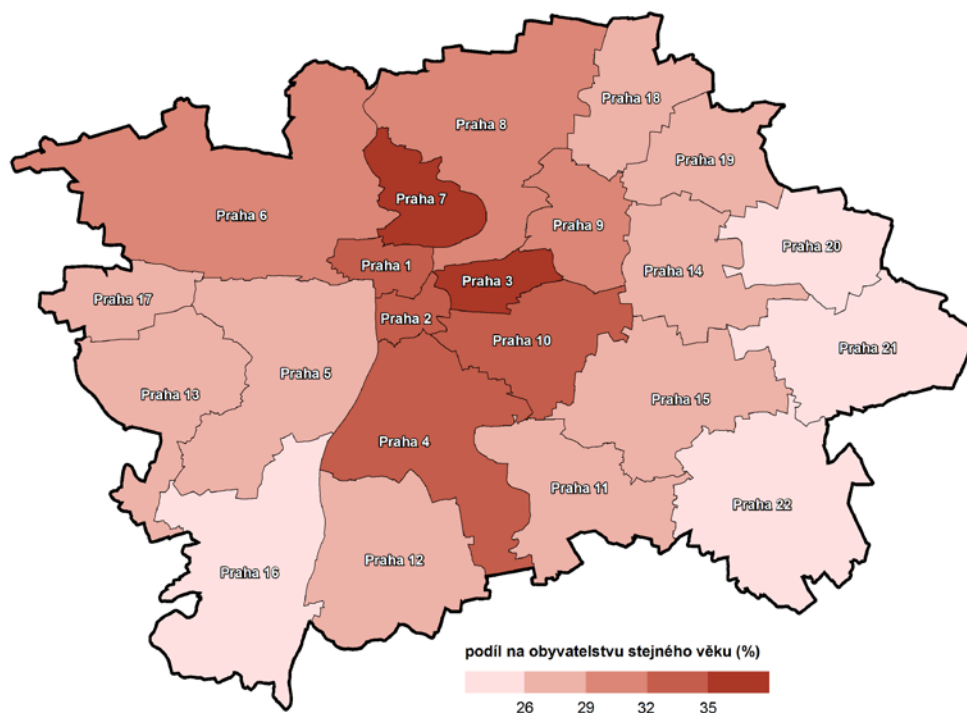 Praha 18
Praha 8
Praha 19
Praha 7
Praha 6
Praha 9
Praha 20
Praha 1
Praha 14
Praha 3
Praha 17
Praha 2
Praha 10
Praha 21
Praha 5
Praha 13
Praha 15
Praha 4
Praha 11
Praha 22
Praha 12
Praha 16
podíl na obyvatelstvu stejného věku (%)
26 29 32 35